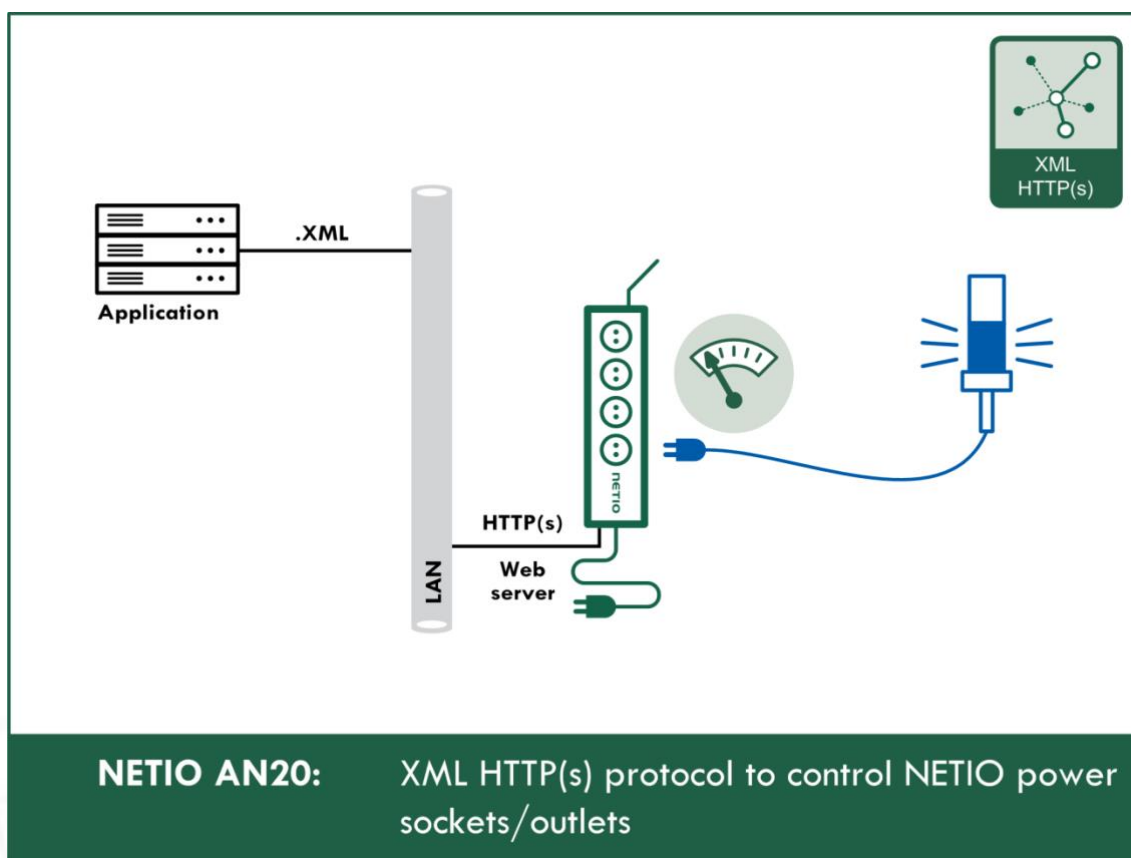 XML
HTTP(s)
.XML
Application
NETIO
HTTP(s)
LAN
Web
server
NETIO AN20: XML HTTP(s) protocol to control NETIO power
sockets/outlets